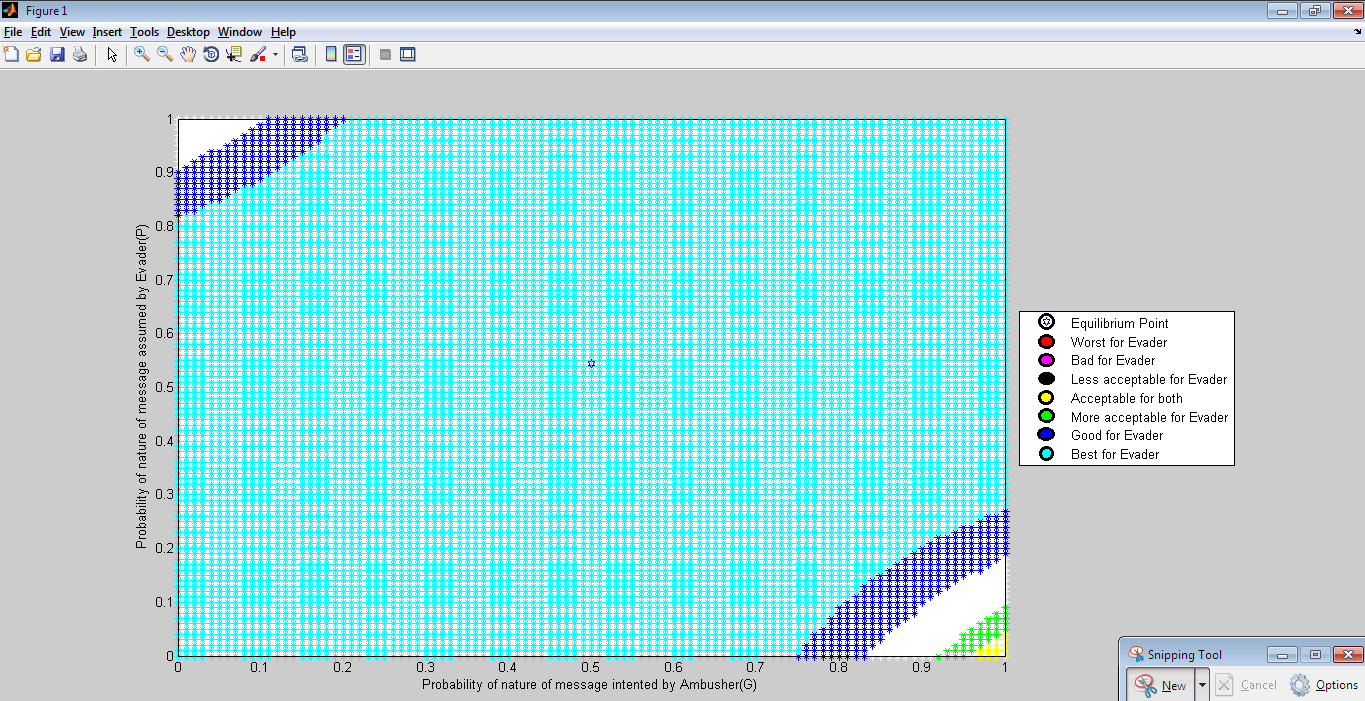 Figure 1
File Edit View Insert Tools Desktop Window Help
1
0.9
0.8
0.7
0.6
0.5
0.4
0.3
0.2
0.1
0
Probability of nature of message assumed by Evader(P)
0 0.1 0.2 0.3 0.4 0.5 0.6 0.7 0.8 0.9 1
Probability of nature of message intented by Ambusher(G)
Equilibrium Point
Worst for Evader
Bad for Evader
Less acceptable for Evader
Acceptable for both
More acceptable for Evader
Good for Evader
Best for Evader
Snipping Tool
New Cancel Options